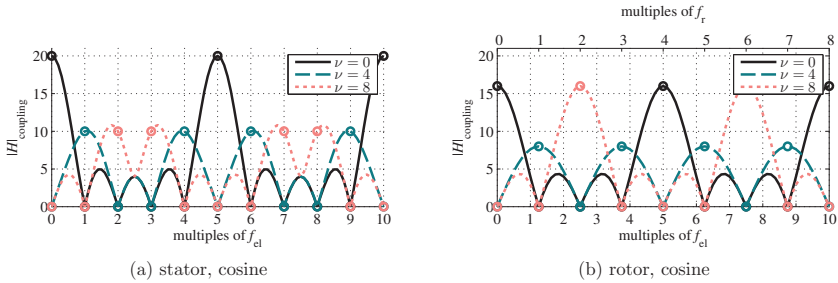 |H|coupling
20
15
10
5
0
ν = 0
ν = 4
ν = 8
0 1 2 3 4 5 6 7 8 9 10
multiples of f_el
(a) stator, cosine
multiples of f_r
0 1 2 3 4 5 6 7 8
|H|coupling
20
15
10
5
0
ν = 0
ν = 4
ν = 8
0 1 2 3 4 5 6 7 8 9 10
multiples of f_el
(b) rotor, cosine